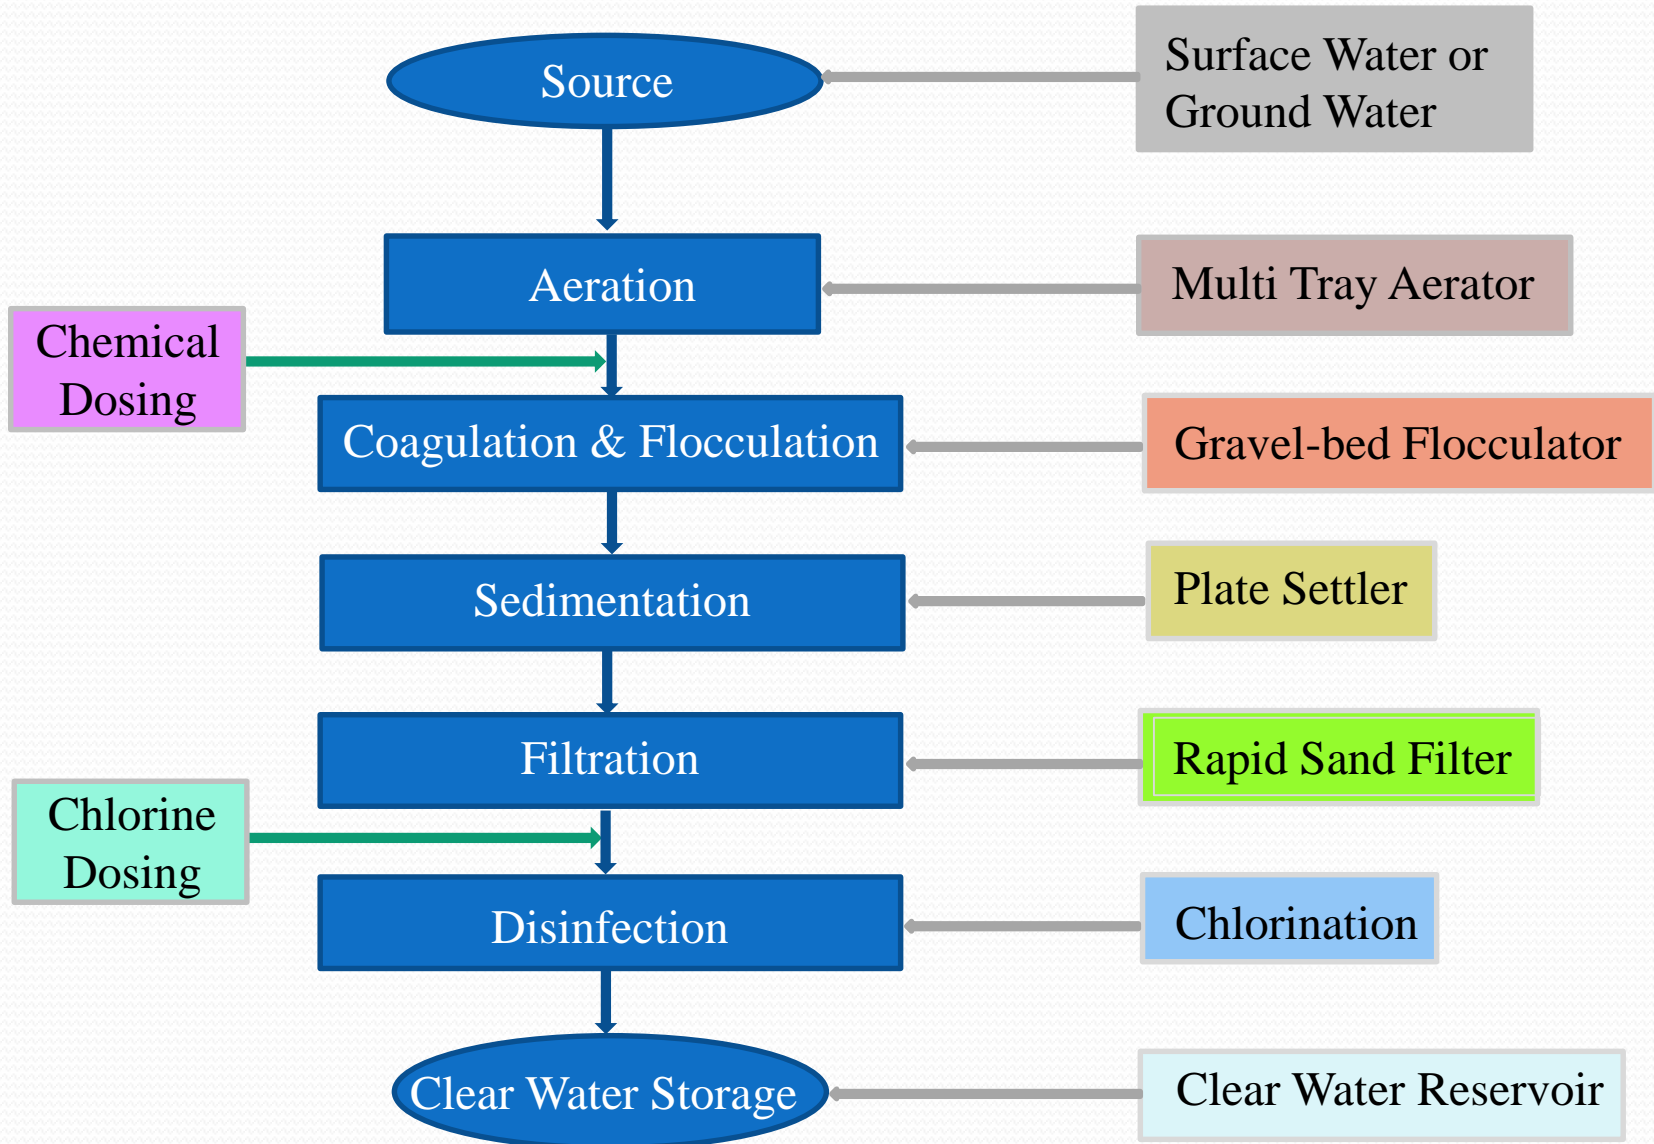 Source
Surface Water or
Ground Water
Aeration
Multi Tray Aerator
Chemical
Dosing
Coagulation & Flocculation
Gravel-bed Flocculator
Sedimentation
Plate Settler
Filtration
Rapid Sand Filter
Chlorine
Dosing
Disinfection
Chlorination
Clear Water Storage
Clear Water Reservoir